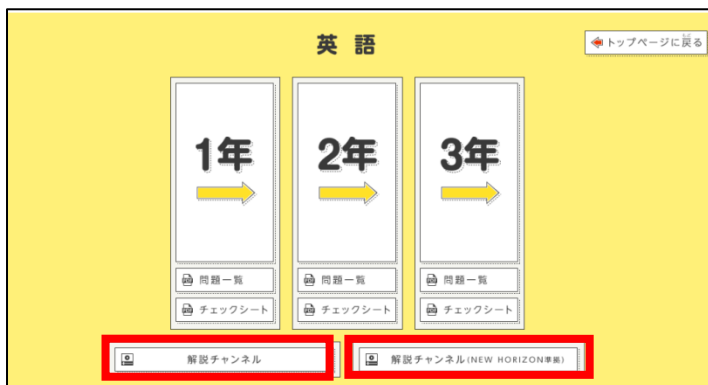 英 語
トップページに戻る
1年
2年
3年
問題一覧
問題一覧
問題一覧
チェックシート
チェックシート
チェックシート
解説チャンネル
解説チャンネル(NEW HORIZON準拠)